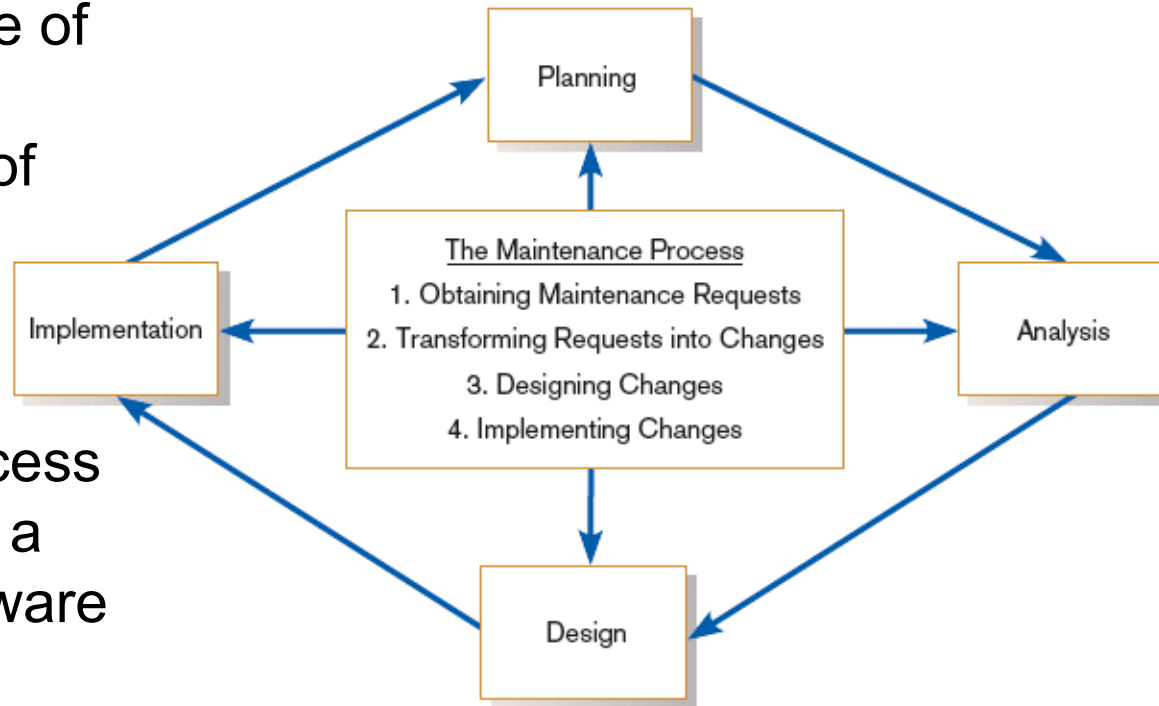 e of
of
cess
a
ware
Planning
The Maintenance Process
1. Obtaining Maintenance Requests
2. Transforming Requests into Changes
3. Designing Changes
4. Implementing Changes
Implementation
Analysis
Design